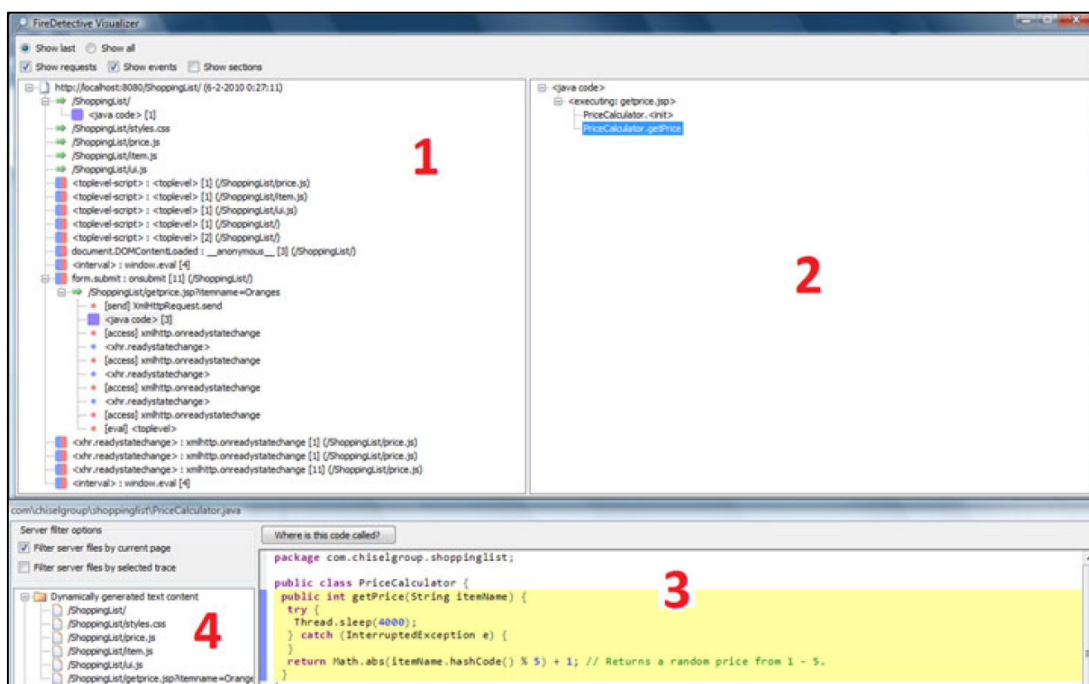 FireDetective Visualizer
Show last Show all
Show requests Show events Show sections
http://localhost:8080/ShoppingList/ (6-2-2010 0:27:11)
/ShoppingList/
<java code> [1]
/ShoppingList/styles.css
/ShoppingList/price.js
/ShoppingList/item.js
/ShoppingList/ui.js
<toplevel-script> : <toplevel> [1] (/ShoppingList/price.js)
<toplevel-script> : <toplevel> [1] (/ShoppingList/item.js)
<toplevel-script> : <toplevel> [1] (/ShoppingList/ui.js)
<toplevel-script> : <toplevel> [1] (/ShoppingList/)
<toplevel-script> : <toplevel> [2] (/ShoppingList/)
document.DOMContentLoaded : __anonymous__ [3] (/ShoppingList/)
<interval> : window.eval [4]
form.submit : onsubmit [11] (/ShoppingList/)
/ShoppingList/getprice.jsp?itemname=Oranges
[send] XmlHttpRequest.send
<java code> [3]
[access] xmlhttp.onreadystatechange
<xhr.readystatechange>
[access] xmlhttp.onreadystatechange
<xhr.readystatechange>
[access] xmlhttp.onreadystatechange
<xhr.readystatechange>
[access] xmlhttp.onreadystatechange
[eval] <toplevel>
<xhr.readystatechange> : xmlhttp.onreadystatechange [1] (/ShoppingList/price.js)
<xhr.readystatechange> : xmlhttp.onreadystatechange [1] (/ShoppingList/price.js)
<xhr.readystatechange> : xmlhttp.onreadystatechange [11] (/ShoppingList/price.js)
<interval> : window.eval [4]
1
<java code>
<executing: getprice.jsp>
PriceCalculator.<init>
PriceCalculator.getPrice
2
com\chiselgroup\shoppinglist\PriceCalculator.java
Server filter options
Filter server files by current page
Filter server files by selected trace
Dynamically generated text content
/ShoppingList/
/ShoppingList/styles.css
/ShoppingList/price.js
/ShoppingList/item.js
/ShoppingList/ui.js
/ShoppingList/getprice.jsp?itemname=Orange
4
Where is this code called?
package com.chiselgroup.shoppinglist;
public class PriceCalculator {
public int getPrice(String itemName) {
try {
Thread.sleep(4000);
} catch (InterruptedException e) {
}
return Math.abs(itemName.hashCode() % 5) + 1; // Returns a random price from 1 - 5.
}
3